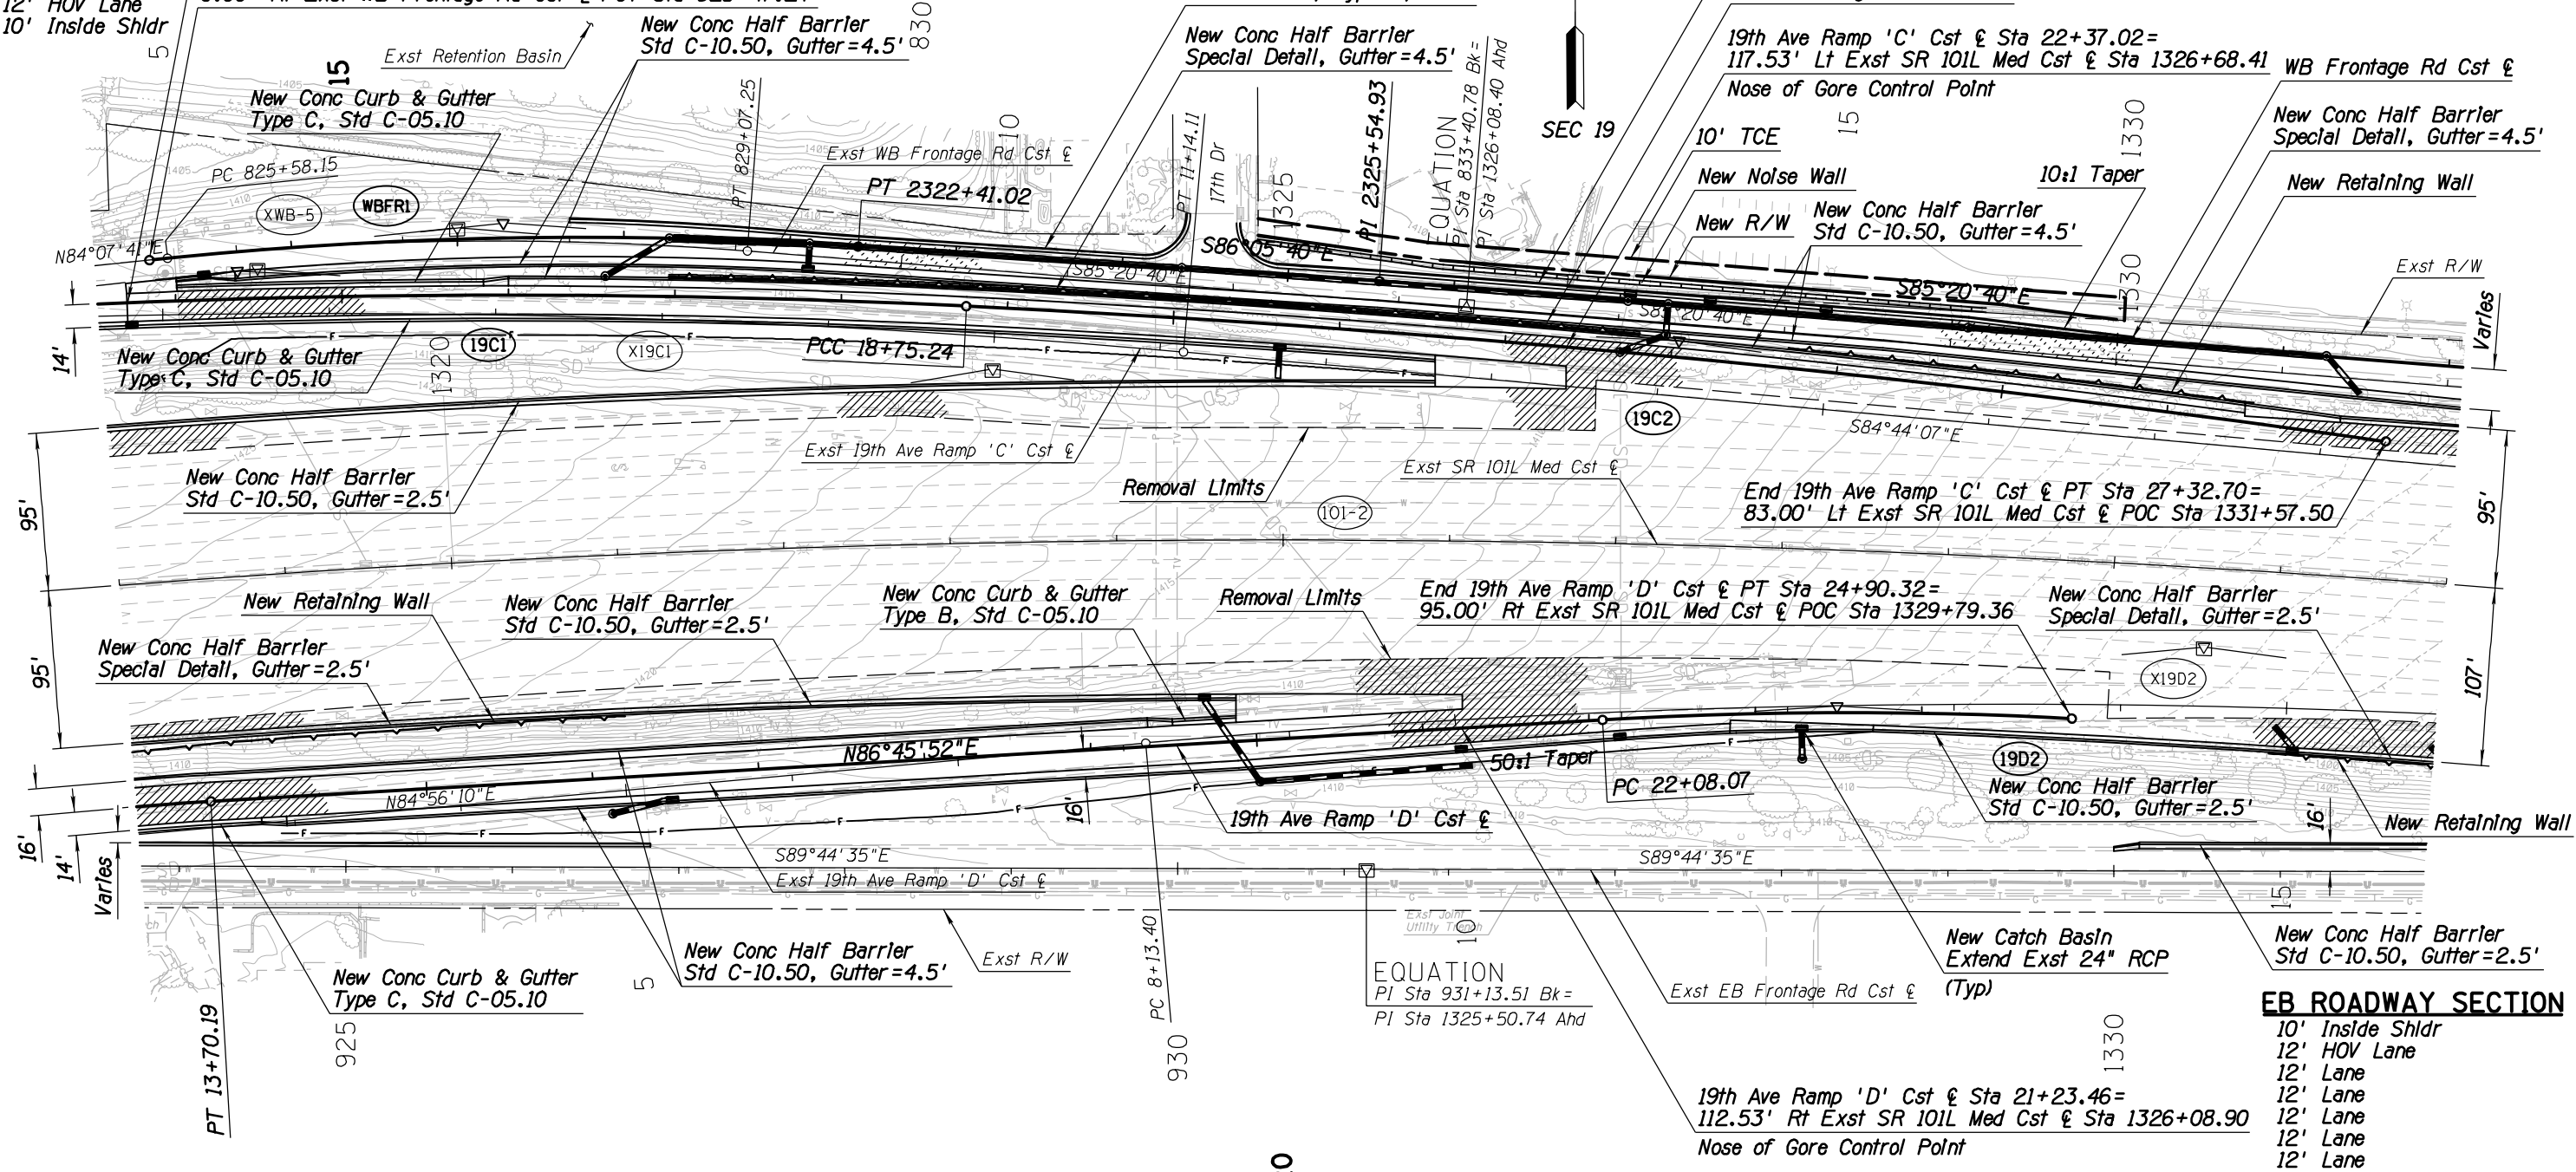 12' HOV Lane
10' Inside Shldr
5
15
Exst Retention Basin
New Conc Half Barrier
Std C-10.50, Gutter=4.5'
830
New Conc Half Barrier
Special Detail, Gutter=4.5'
SEC 19
19th Ave Ramp 'C' Cst ℄ Sta 22+37.02=
117.53' Lt Exst SR 101L Med Cst ℄ Sta 1326+68.41
Nose of Gore Control Point
WB Frontage Rd Cst ℄
New Conc Half Barrier
Special Detail, Gutter=4.5'
New Conc Curb & Gutter
Type C, Std C-05.10
PC 825+58.15
XWB-5
WBFR1
PT 829+07.25
10
Exst WB Frontage Rd Cst ℄
PT 2322+41.02
PT 11+14.11
17th Dr
1325
PI 2325+54.93
EQUATION
PI Sta 833+40.78 Bk=
PI Sta 1326+08.40 Ahd
10' TCE
15
1330
New Noise Wall
10:1 Taper
New R/W
New Conc Half Barrier
Std C-10.50, Gutter=4.5'
New Retaining Wall
Exst R/W
Varies
N84°07'41"E
S86°05'40"E
S85°20'40"E
S85°20'40"E
S85°20'40"E
1330
14'
New Conc Curb & Gutter
Type C, Std C-05.10
1320
19C1
X19C1
PCC 18+75.24
19C2
S84°44'07"E
Exst 19th Ave Ramp 'C' Cst ℄
Removal Limits
Exst SR 101L Med Cst ℄
New Conc Half Barrier
Std C-10.50, Gutter=2.5'
95'
101-2
End 19th Ave Ramp 'C' Cst ℄ PT Sta 27+32.70=
83.00' Lt Exst SR 101L Med Cst ℄ POC Sta 1331+57.50
95'
New Retaining Wall
New Conc Half Barrier
Std C-10.50, Gutter=2.5'
New Conc Curb & Gutter
Type B, Std C-05.10
Removal Limits
End 19th Ave Ramp 'D' Cst ℄ PT Sta 24+90.32=
95.00' Rt Exst SR 101L Med Cst ℄ POC Sta 1329+79.36
New Conc Half Barrier
Special Detail, Gutter=2.5'
New Conc Half Barrier
Special Detail, Gutter=2.5'
95'
X19D2
107'
N86°45'52"E
50:1 Taper
19D2
N84°56'10"E
PC 22+08.07
New Conc Half Barrier
Std C-10.50, Gutter=2.5'
16'
19th Ave Ramp 'D' Cst ℄
16'
New Retaining Wall
16'
14'
Varies
S89°44'35"E
S89°44'35"E
Exst 19th Ave Ramp 'D' Cst ℄
Exst Joint
Utility Trench
10
15
PC 8+13.40
New Conc Half Barrier
Std C-10.50, Gutter=4.5'
Exst R/W
New Conc Curb & Gutter
Type C, Std C-05.10
5
EQUATION
PI Sta 931+13.51 Bk=
PI Sta 1325+50.74 Ahd
Exst EB Frontage Rd Cst ℄
New Catch Basin
Extend Exst 24" RCP
(Typ)
New Conc Half Barrier
Std C-10.50, Gutter=2.5'
PT 13+70.19
925
930
1330
EB ROADWAY SECTION
10' Inside Shldr
12' HOV Lane
12' Lane
12' Lane
12' Lane
12' Lane
12' Lane
19th Ave Ramp 'D' Cst ℄ Sta 21+23.46=
112.53' Rt Exst SR 101L Med Cst ℄ Sta 1326+08.90
Nose of Gore Control Point